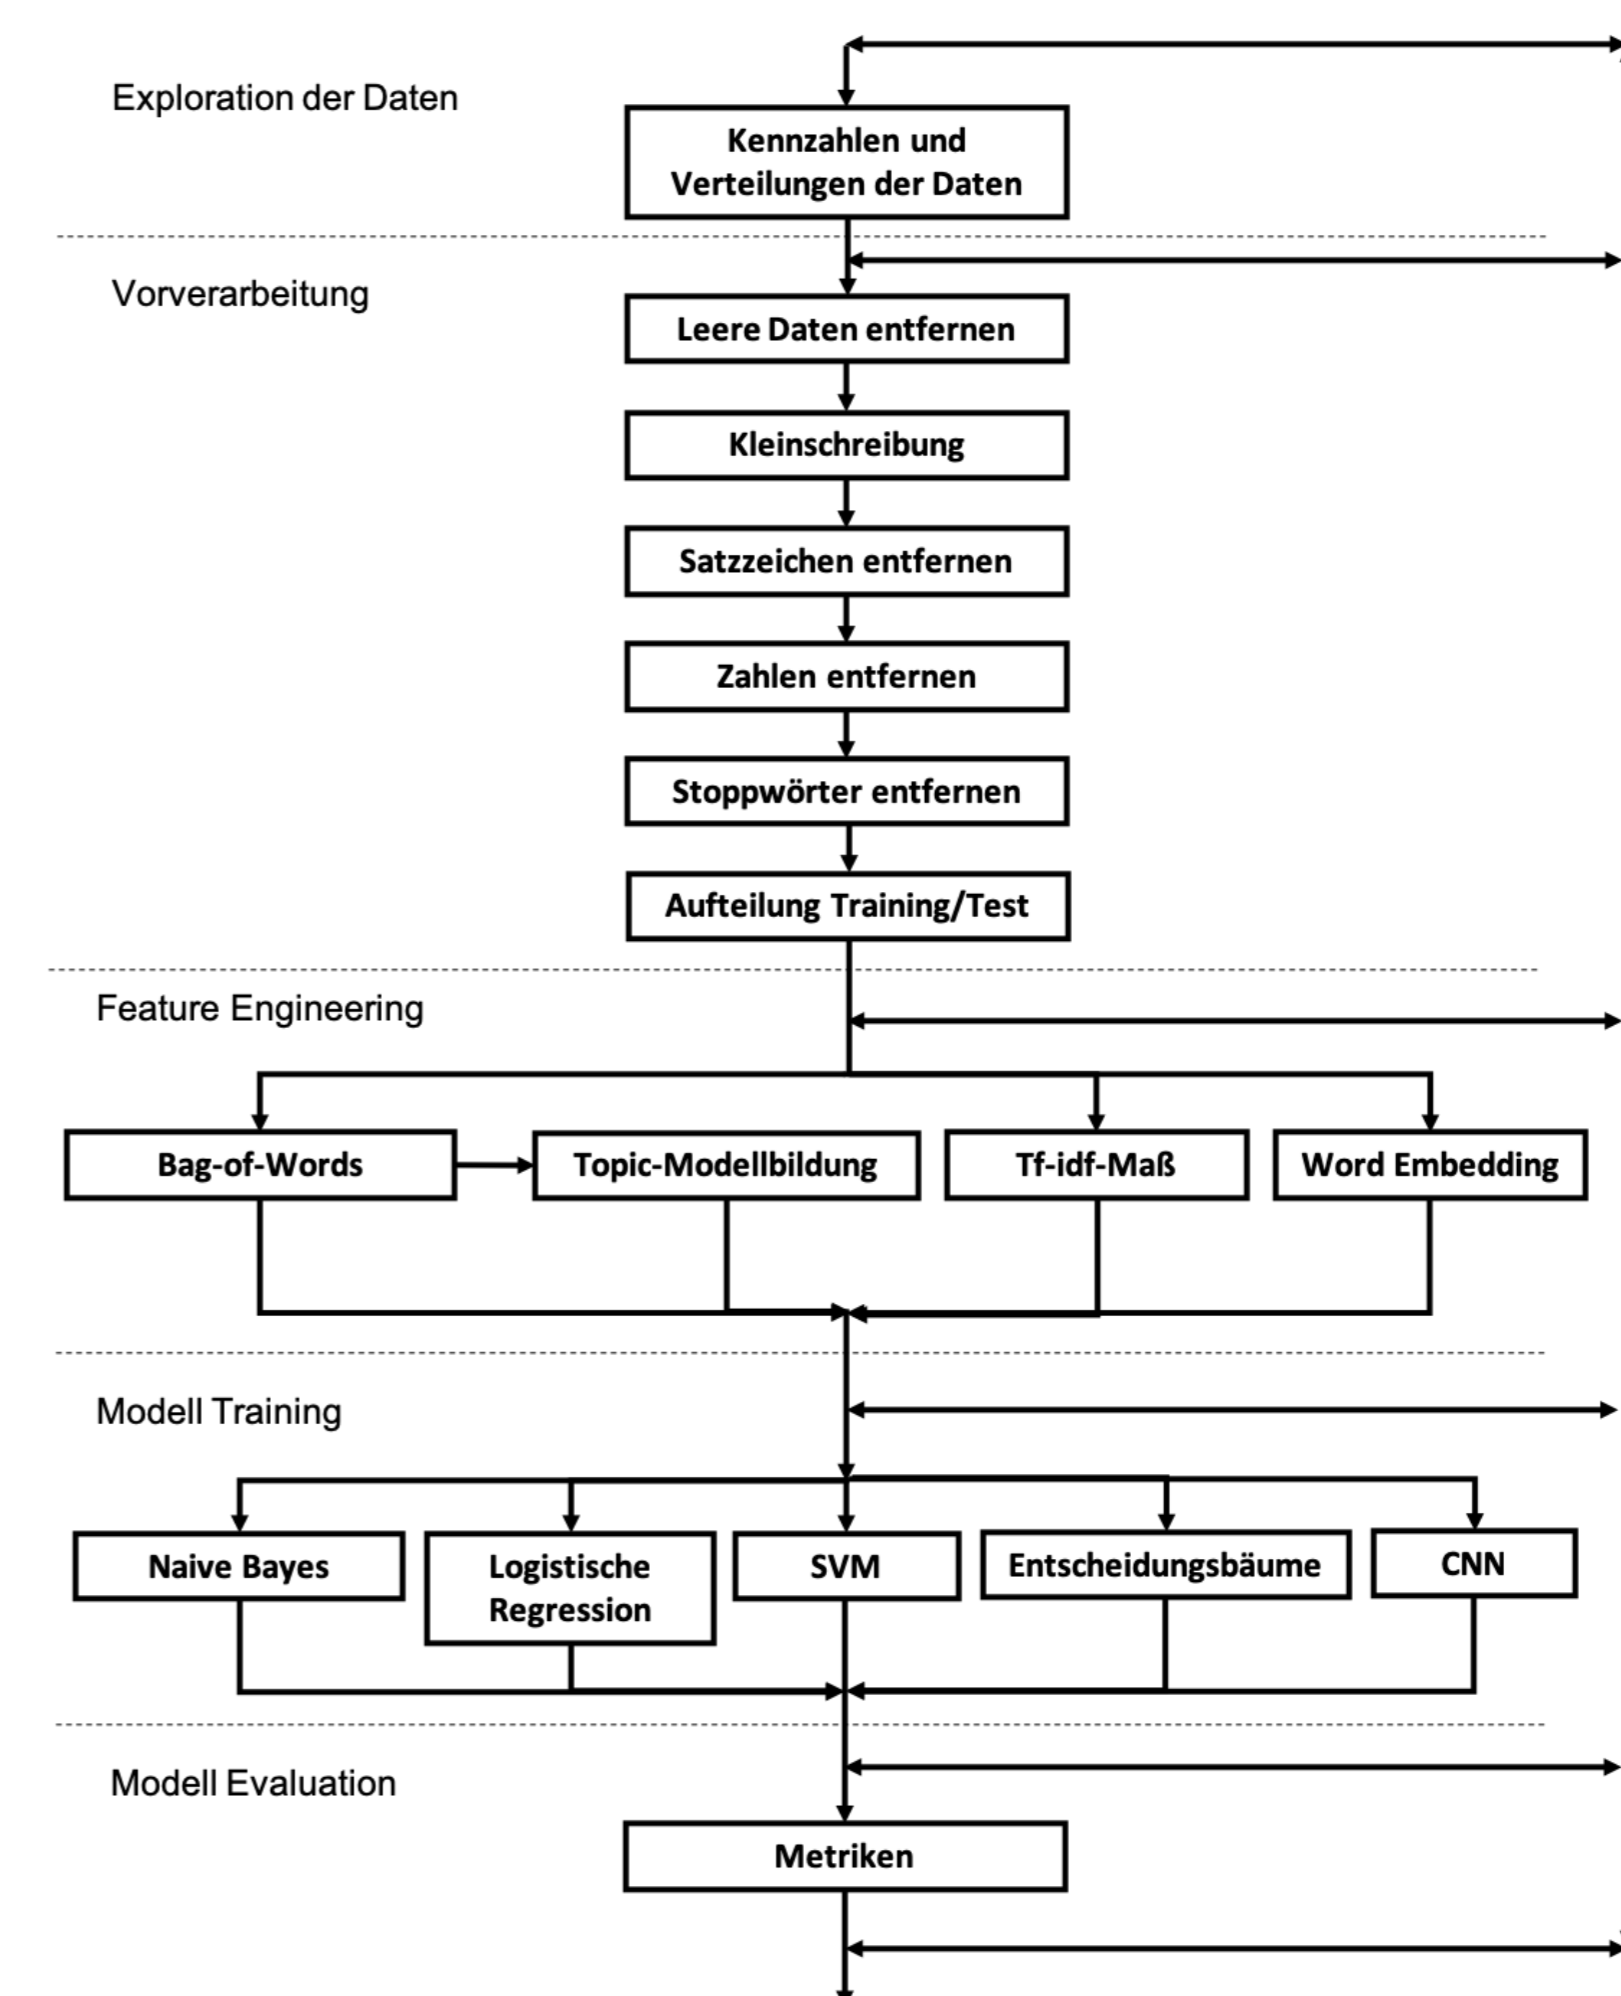 Exploration der Daten
Kennzahlen und
Verteilungen der Daten
Vorverarbeitung
Leere Daten entfernen
Kleinschreibung
Satzzeichen entfernen
Zahlen entfernen
Stoppwörter entfernen
Aufteilung Training/Test
Feature Engineering
Bag-of-Words
Topic-Modellbildung
Tf-idf-Maß
Word Embedding
Modell Training
Naive Bayes
Logistische
Regression
SVM
Entscheidungsbäume
CNN
Modell Evaluation
Metriken